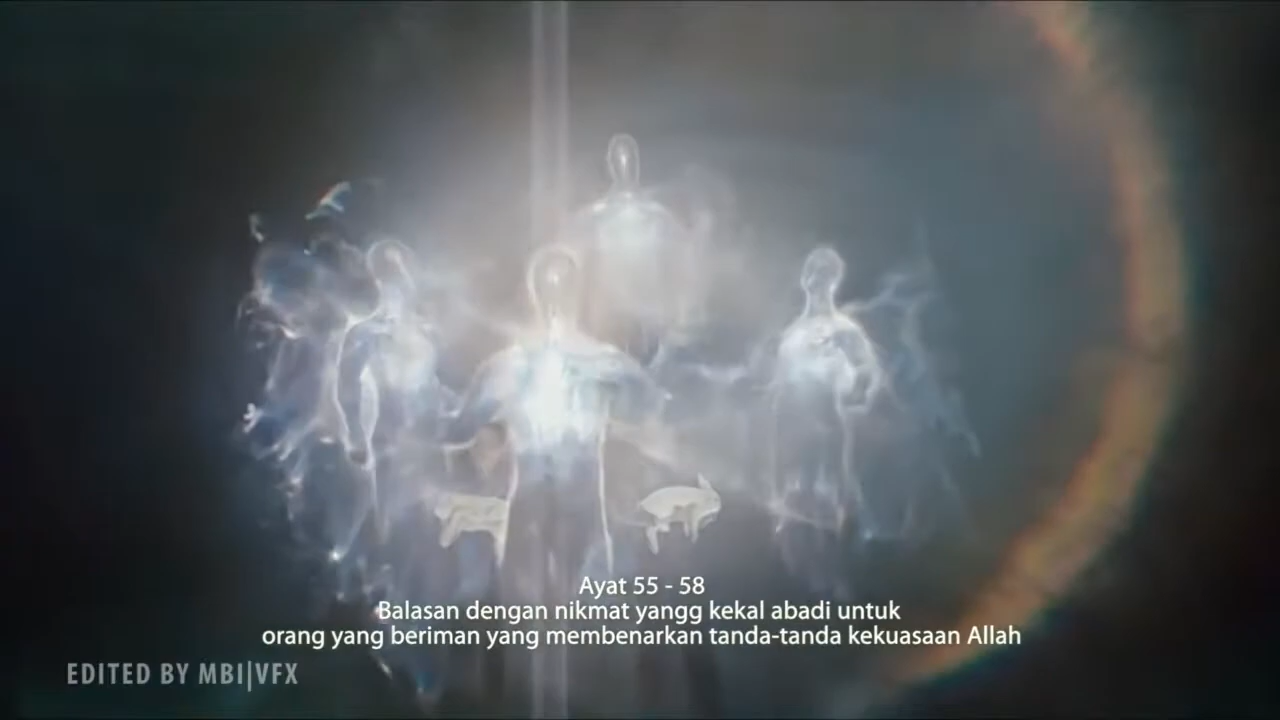 Ayat 55 - 58
Balasan dengan nikmat yangg kekal abadi untuk
orang yang beriman yang membenarkan tanda-tanda kekuasaan Allah
EDITED BY MBI|VFX